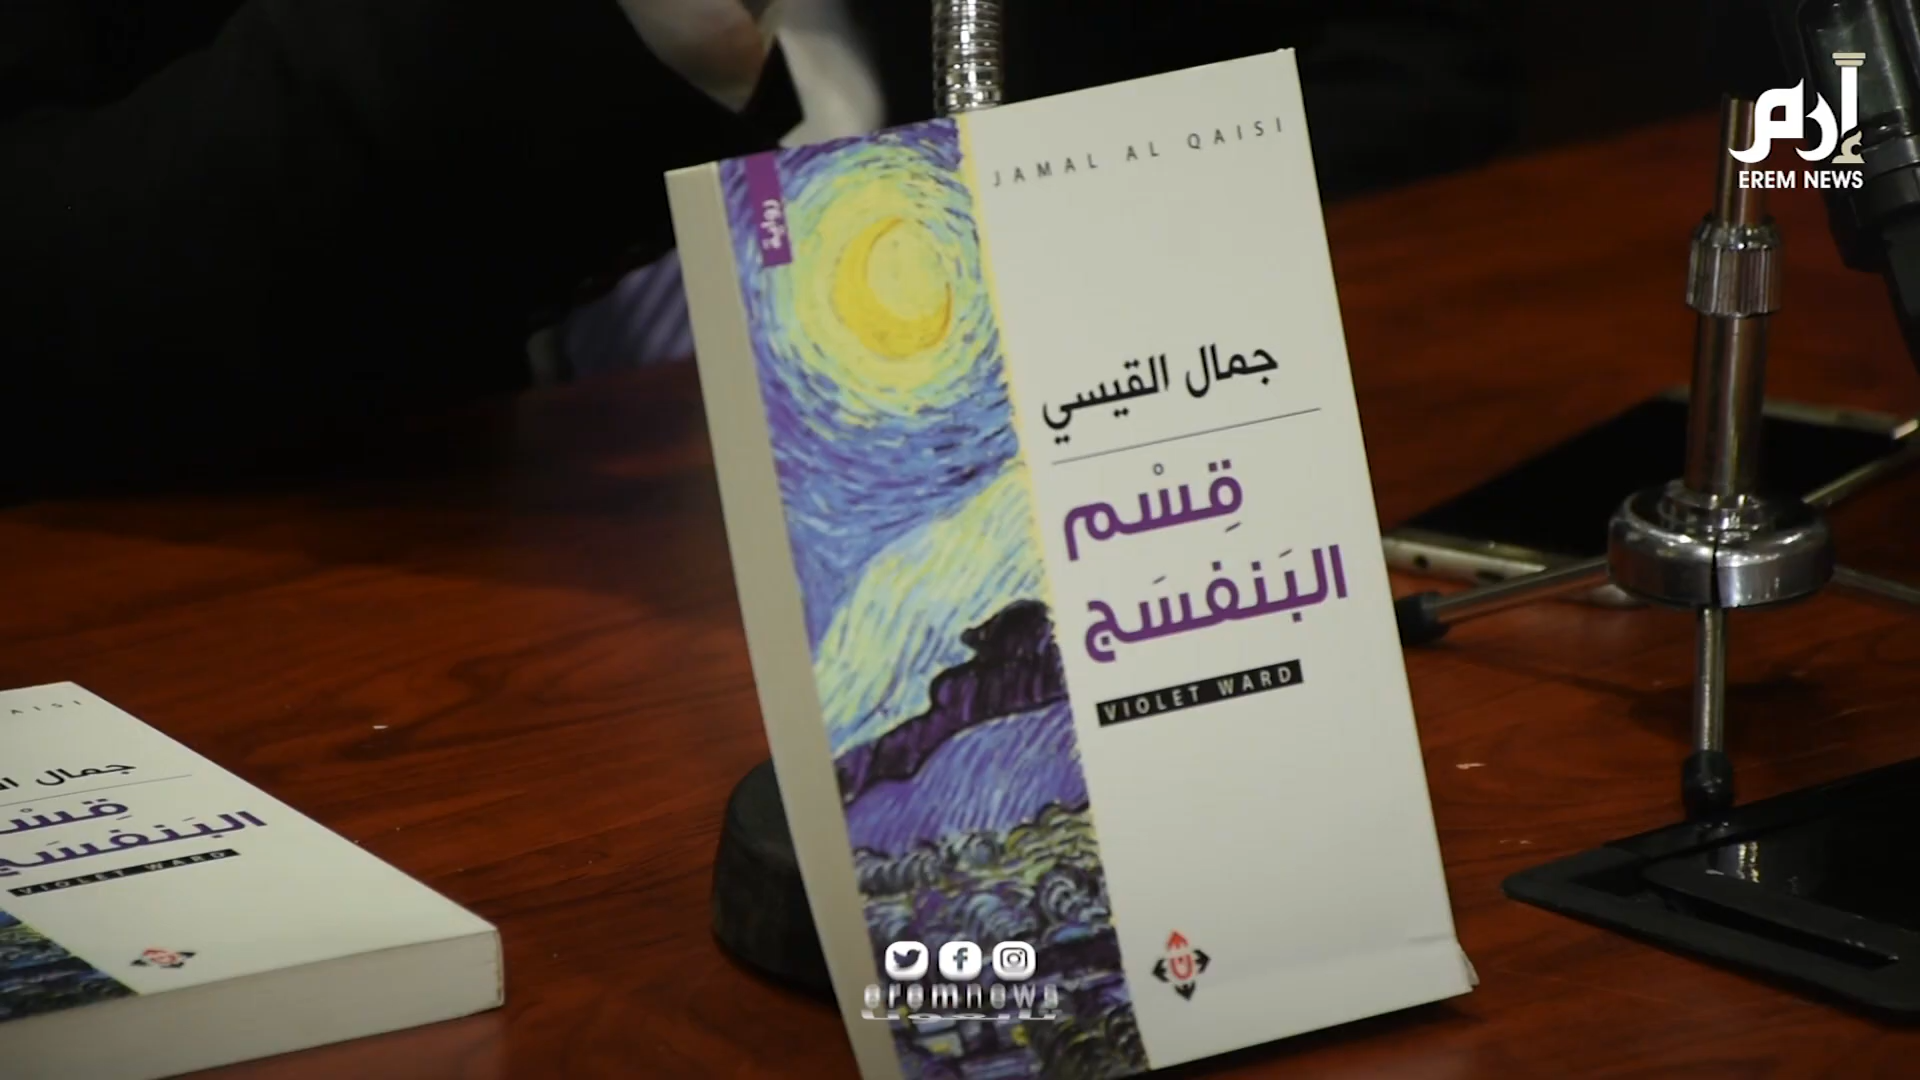 إرم
EREM NEWS
JAMAL AL QAISI
رواية
جمال القيسي
قِسْم
البَنفسَج
VIOLET WARD
AISI
جمال
البَنفسَج
VIOLET WARD
eremnews